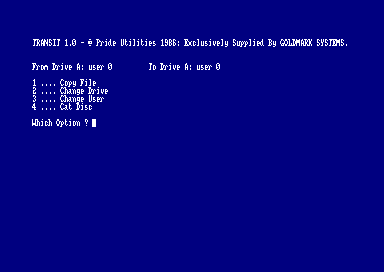 TRANSIT 1.0 - © Pride Utilities 1986: Exclusively Supplied By GOLDMARK SYSTEMS.
From Drive A: user 0 To Drive A: user 0
1 .... Copy File
2 .... Change Drive
3 .... Change User
4 .... Cat Disc
Which Option ?